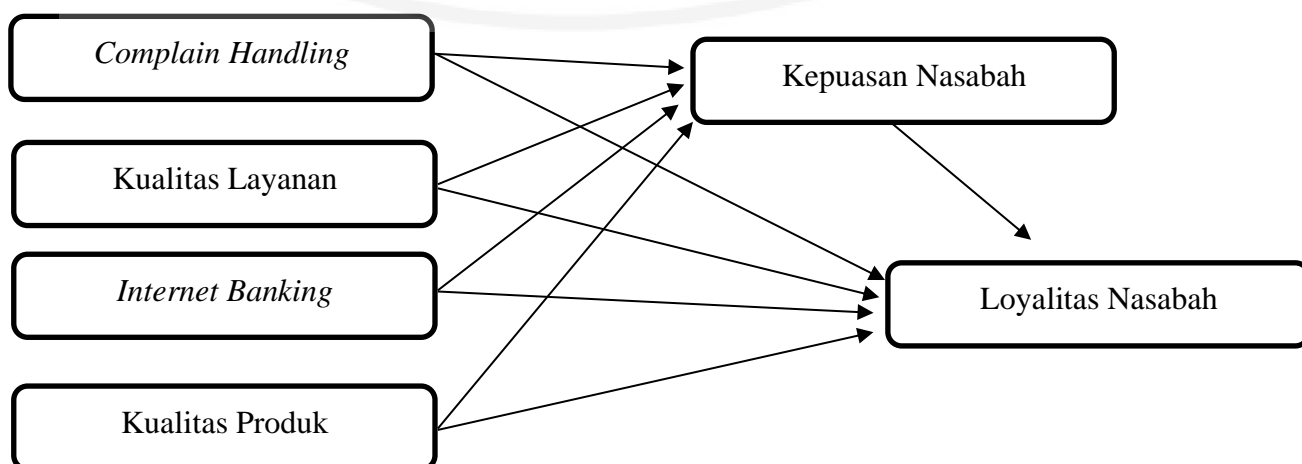 Complain Handling
Kepuasan Nasabah
Kualitas Layanan
Internet Banking
Loyalitas Nasabah
Kualitas Produk